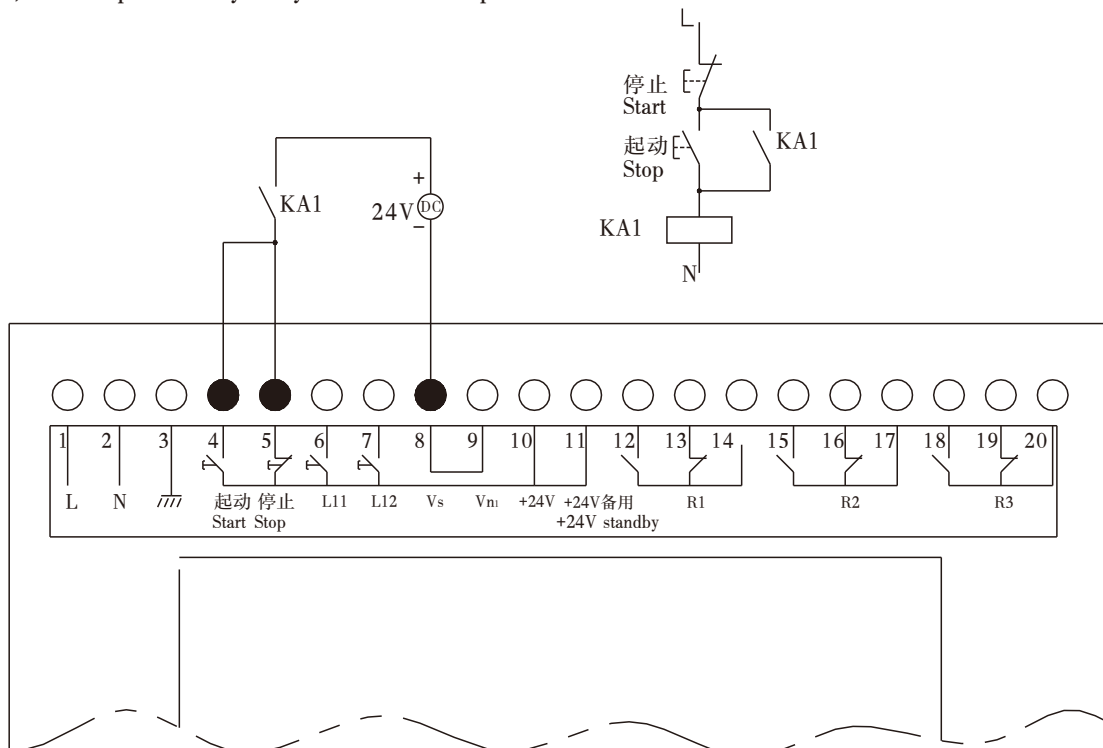 L
停止
Start
起动
Stop
KA1
KA1
N
KA1
+
24V
DC
−
1 2 3 4 5 6 7 8 9 10 11 12 13 14 15 16 17 18 19 20
L N 起动 停止 L11 L12 Vs Vn1 +24V +24V备用 R1 R2 R3
Start Stop +24V standby